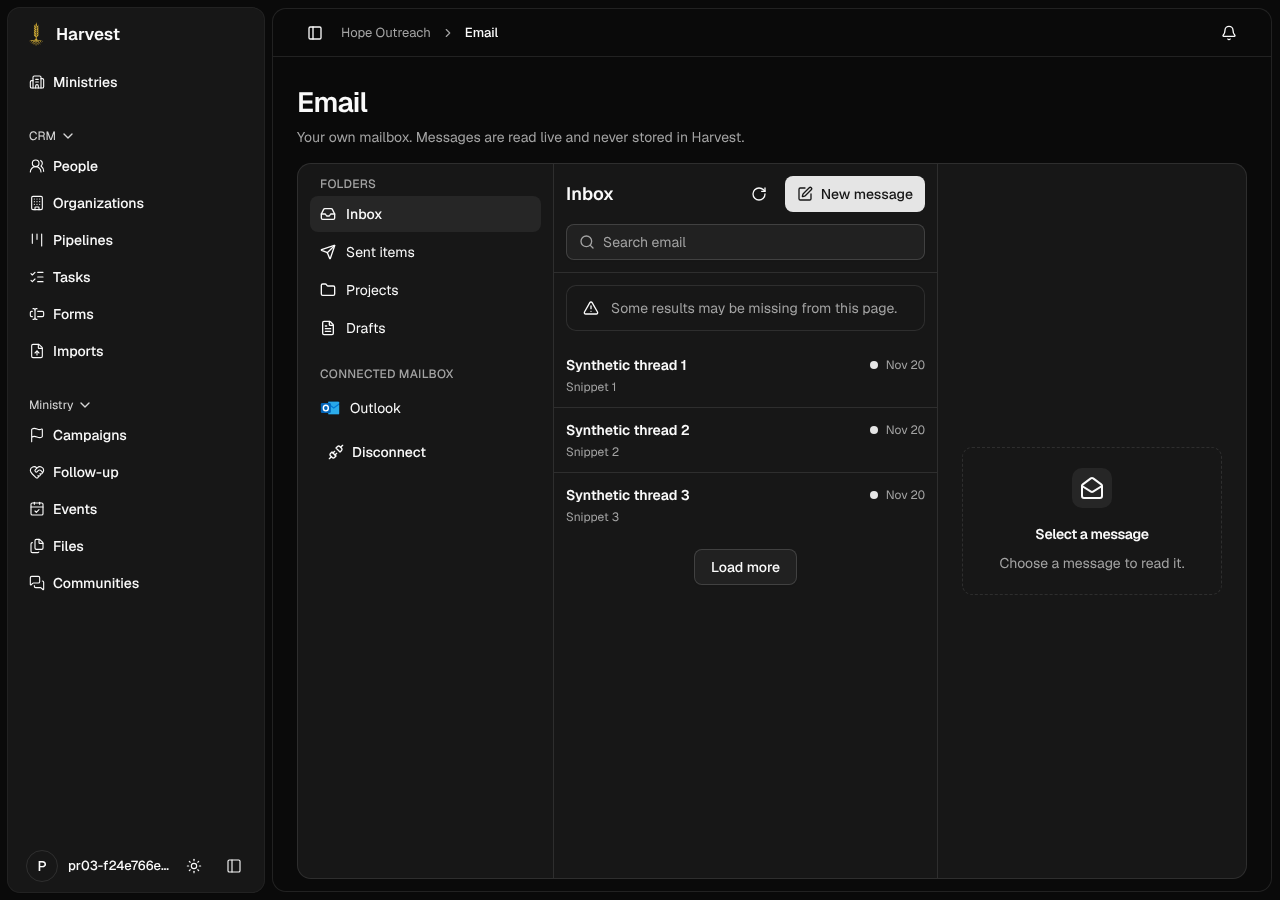 Harvest
Ministries
CRM
People
Organizations
Pipelines
Tasks
Forms
Imports
Ministry
Campaigns
Follow-up
Events
Files
Communities
P
pr03-f24e766e…
Hope Outreach
Email
Email
Your own mailbox. Messages are read live and never stored in Harvest.
FOLDERS
Inbox
Sent items
Projects
Drafts
CONNECTED MAILBOX
Outlook
Disconnect
Inbox
New message
Search email
Some results may be missing from this page.
Synthetic thread 1
Nov 20
Snippet 1
Synthetic thread 2
Nov 20
Snippet 2
Synthetic thread 3
Nov 20
Snippet 3
Load more
Select a message
Choose a message to read it.